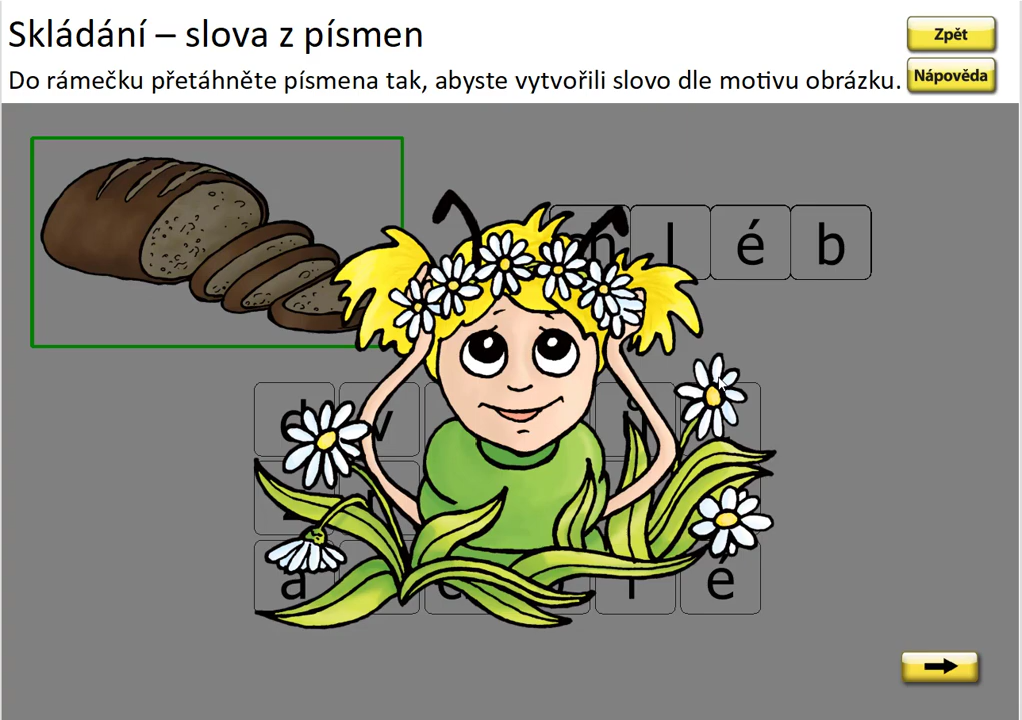 Skládání – slova z písmen
Zpět
Do rámečku přetáhněte písmena tak, abyste vytvořili slovo dle motivu obrázku.
Nápověda
l é b
v
a é